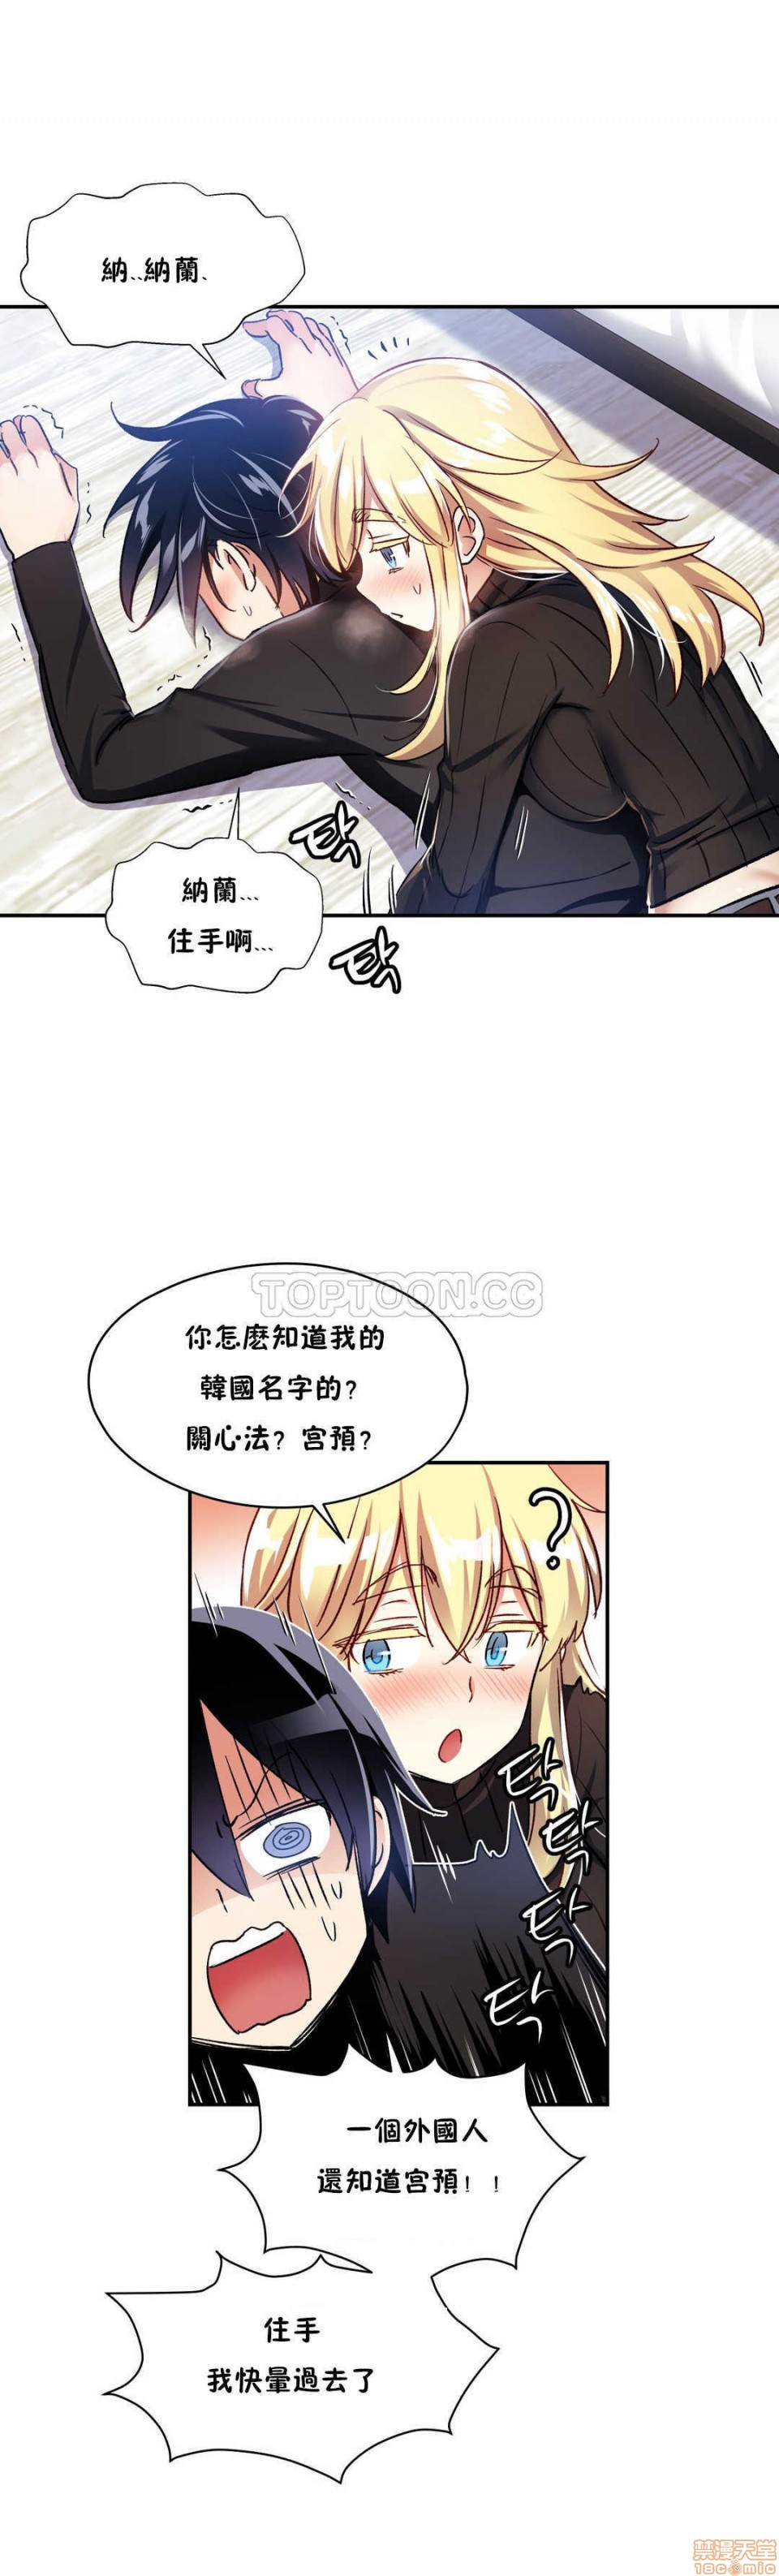 納..納蘭.
탁
納蘭...
住手啊...
탁
TOPTOON.CC
你怎麼知道我的
韓國名字的?
關心法? 宮預?
?
탁
탁
탁
탁
一個外國人
還知道宮預! !
住手
我快暈過去了
禁漫天堂
18comic